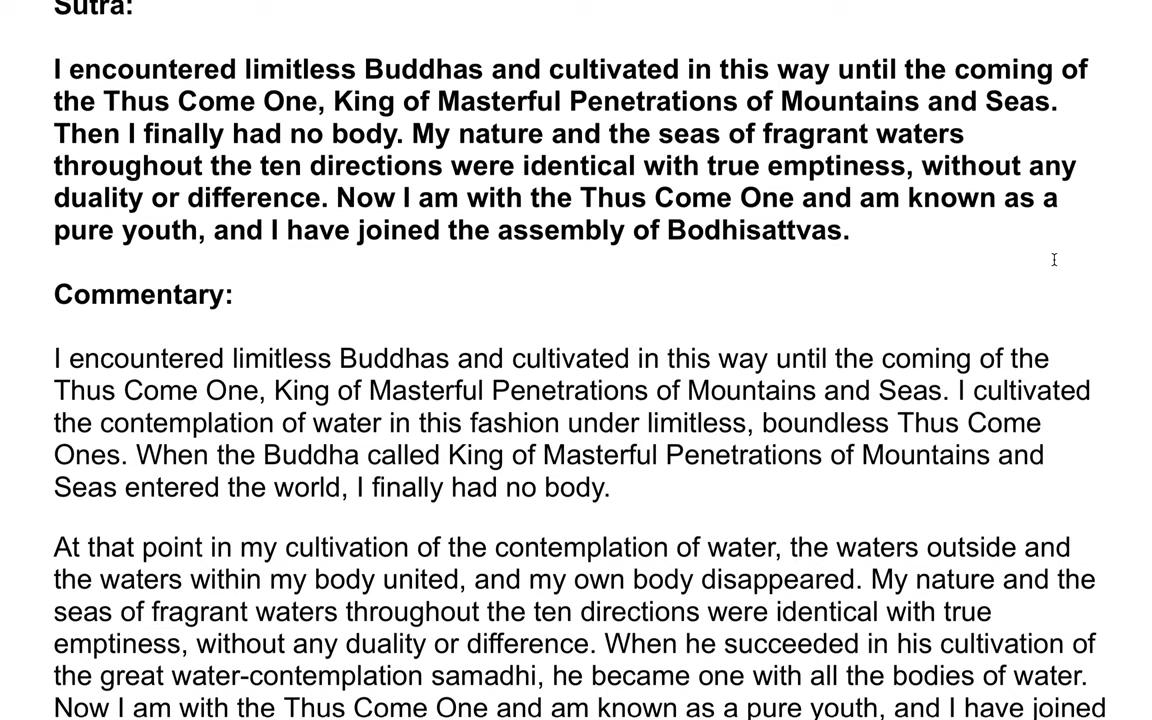 Sutra:
I encountered limitless Buddhas and cultivated in this way until the coming of
the Thus Come One, King of Masterful Penetrations of Mountains and Seas.
Then I finally had no body. My nature and the seas of fragrant waters
throughout the ten directions were identical with true emptiness, without any
duality or difference. Now I am with the Thus Come One and am known as a
pure youth, and I have joined the assembly of Bodhisattvas.
Commentary:
I encountered limitless Buddhas and cultivated in this way until the coming of the
Thus Come One, King of Masterful Penetrations of Mountains and Seas. I cultivated
the contemplation of water in this fashion under limitless, boundless Thus Come
Ones. When the Buddha called King of Masterful Penetrations of Mountains and
Seas entered the world, I finally had no body.
At that point in my cultivation of the contemplation of water, the waters outside and
the waters within my body united, and my own body disappeared. My nature and the
seas of fragrant waters throughout the ten directions were identical with true
emptiness, without any duality or difference. When he succeeded in his cultivation of
the great water-contemplation samadhi, he became one with all the bodies of water.
Now I am with the Thus Come One and am known as a pure youth, and I have joined